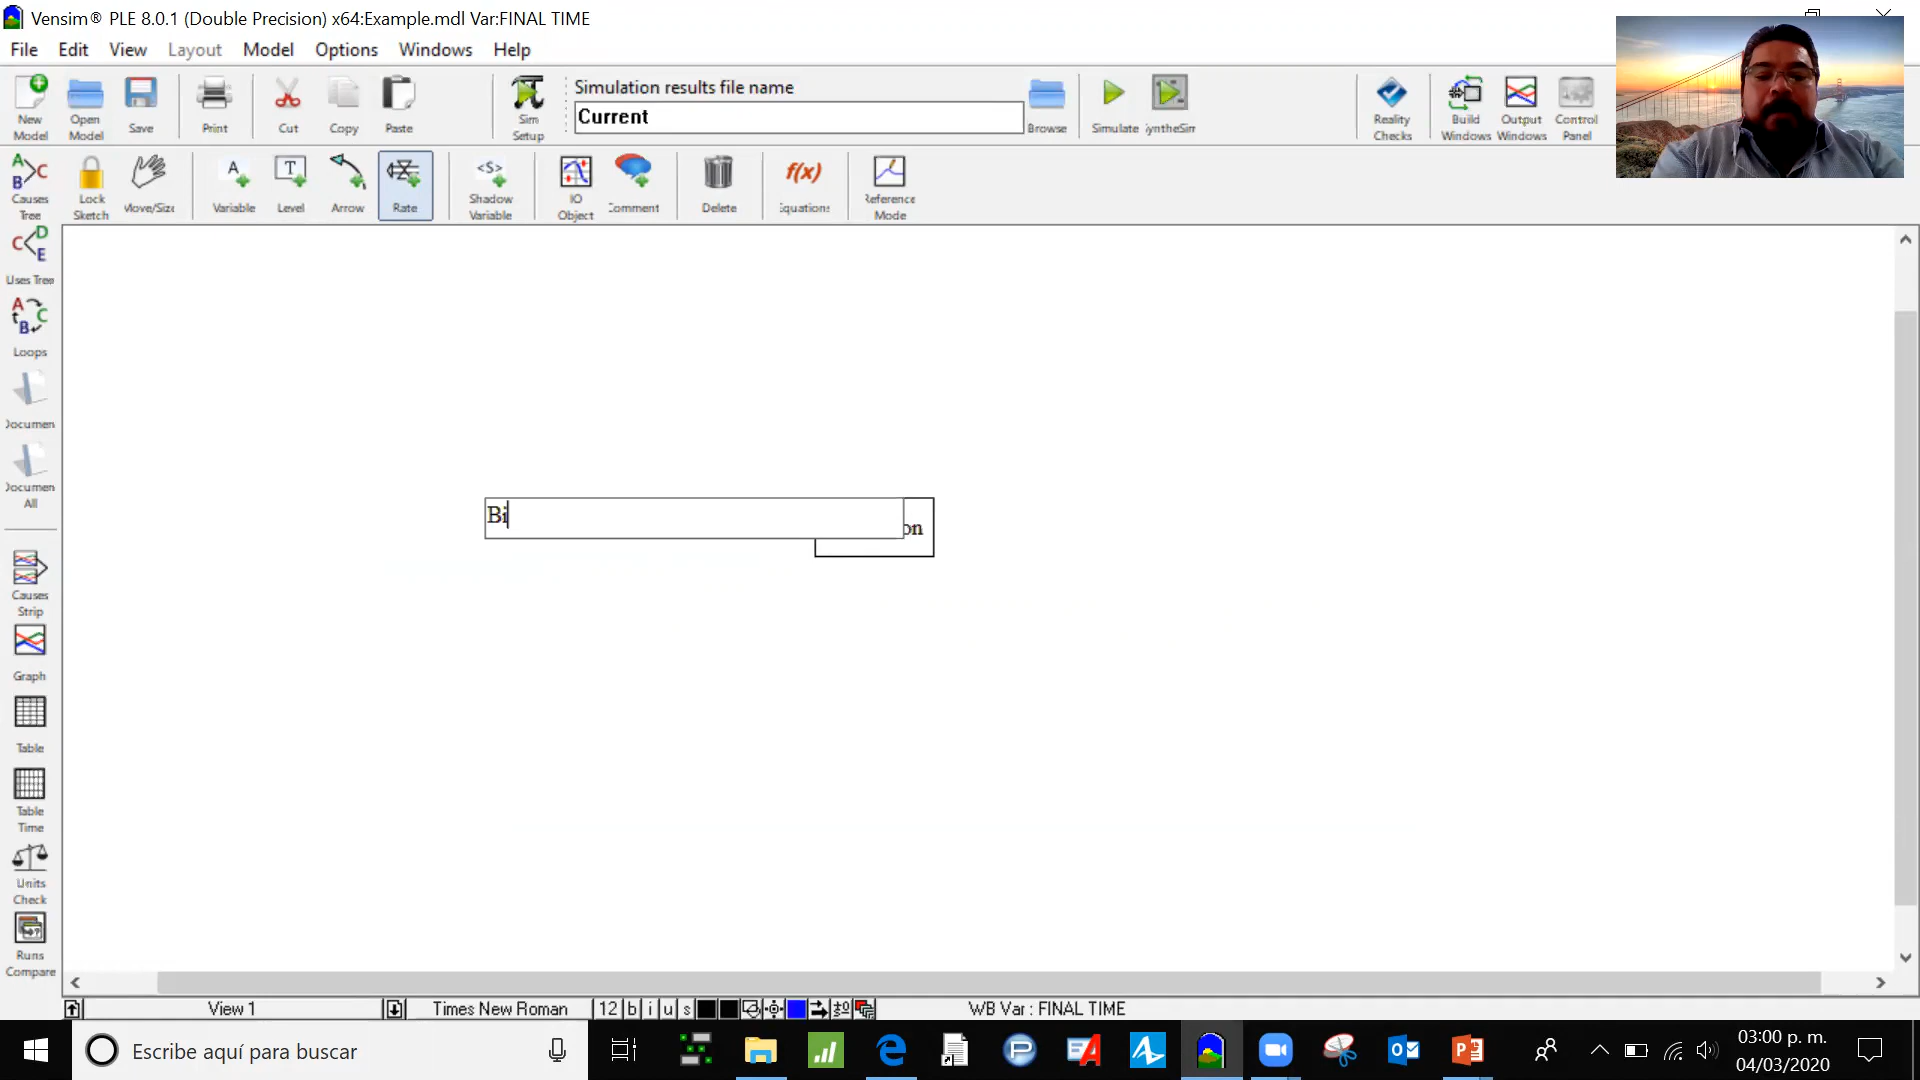 Vensim® PLE 8.0.1 (Double Precision) x64:Example.mdl Var:FINAL TIME
File Edit View Layout Model Options Windows Help
New Model
Open Model
Save
Print
Cut
Copy
Paste
Sim Setup
Simulation results file name
Current
Browse
Simulate
yntheSim
Reality Checks
Build Windows
Output Windows
Control Panel
Causes Tree
Lock Sketch
Move/Size
Variable
Level
Arrow
Rate
Shadow Variable
IO Object
Comment
Delete
Equations
Reference Mode
Uses Tree
Loops
Documen
Documen All
Causes Strip
Graph
Table
Table Time
Units Check
Runs Compare
Bi
on
View 1
Times New Roman
12 b i u s
WB Var : FINAL TIME
Escribe aquí para buscar
03:00 p. m.
04/03/2020